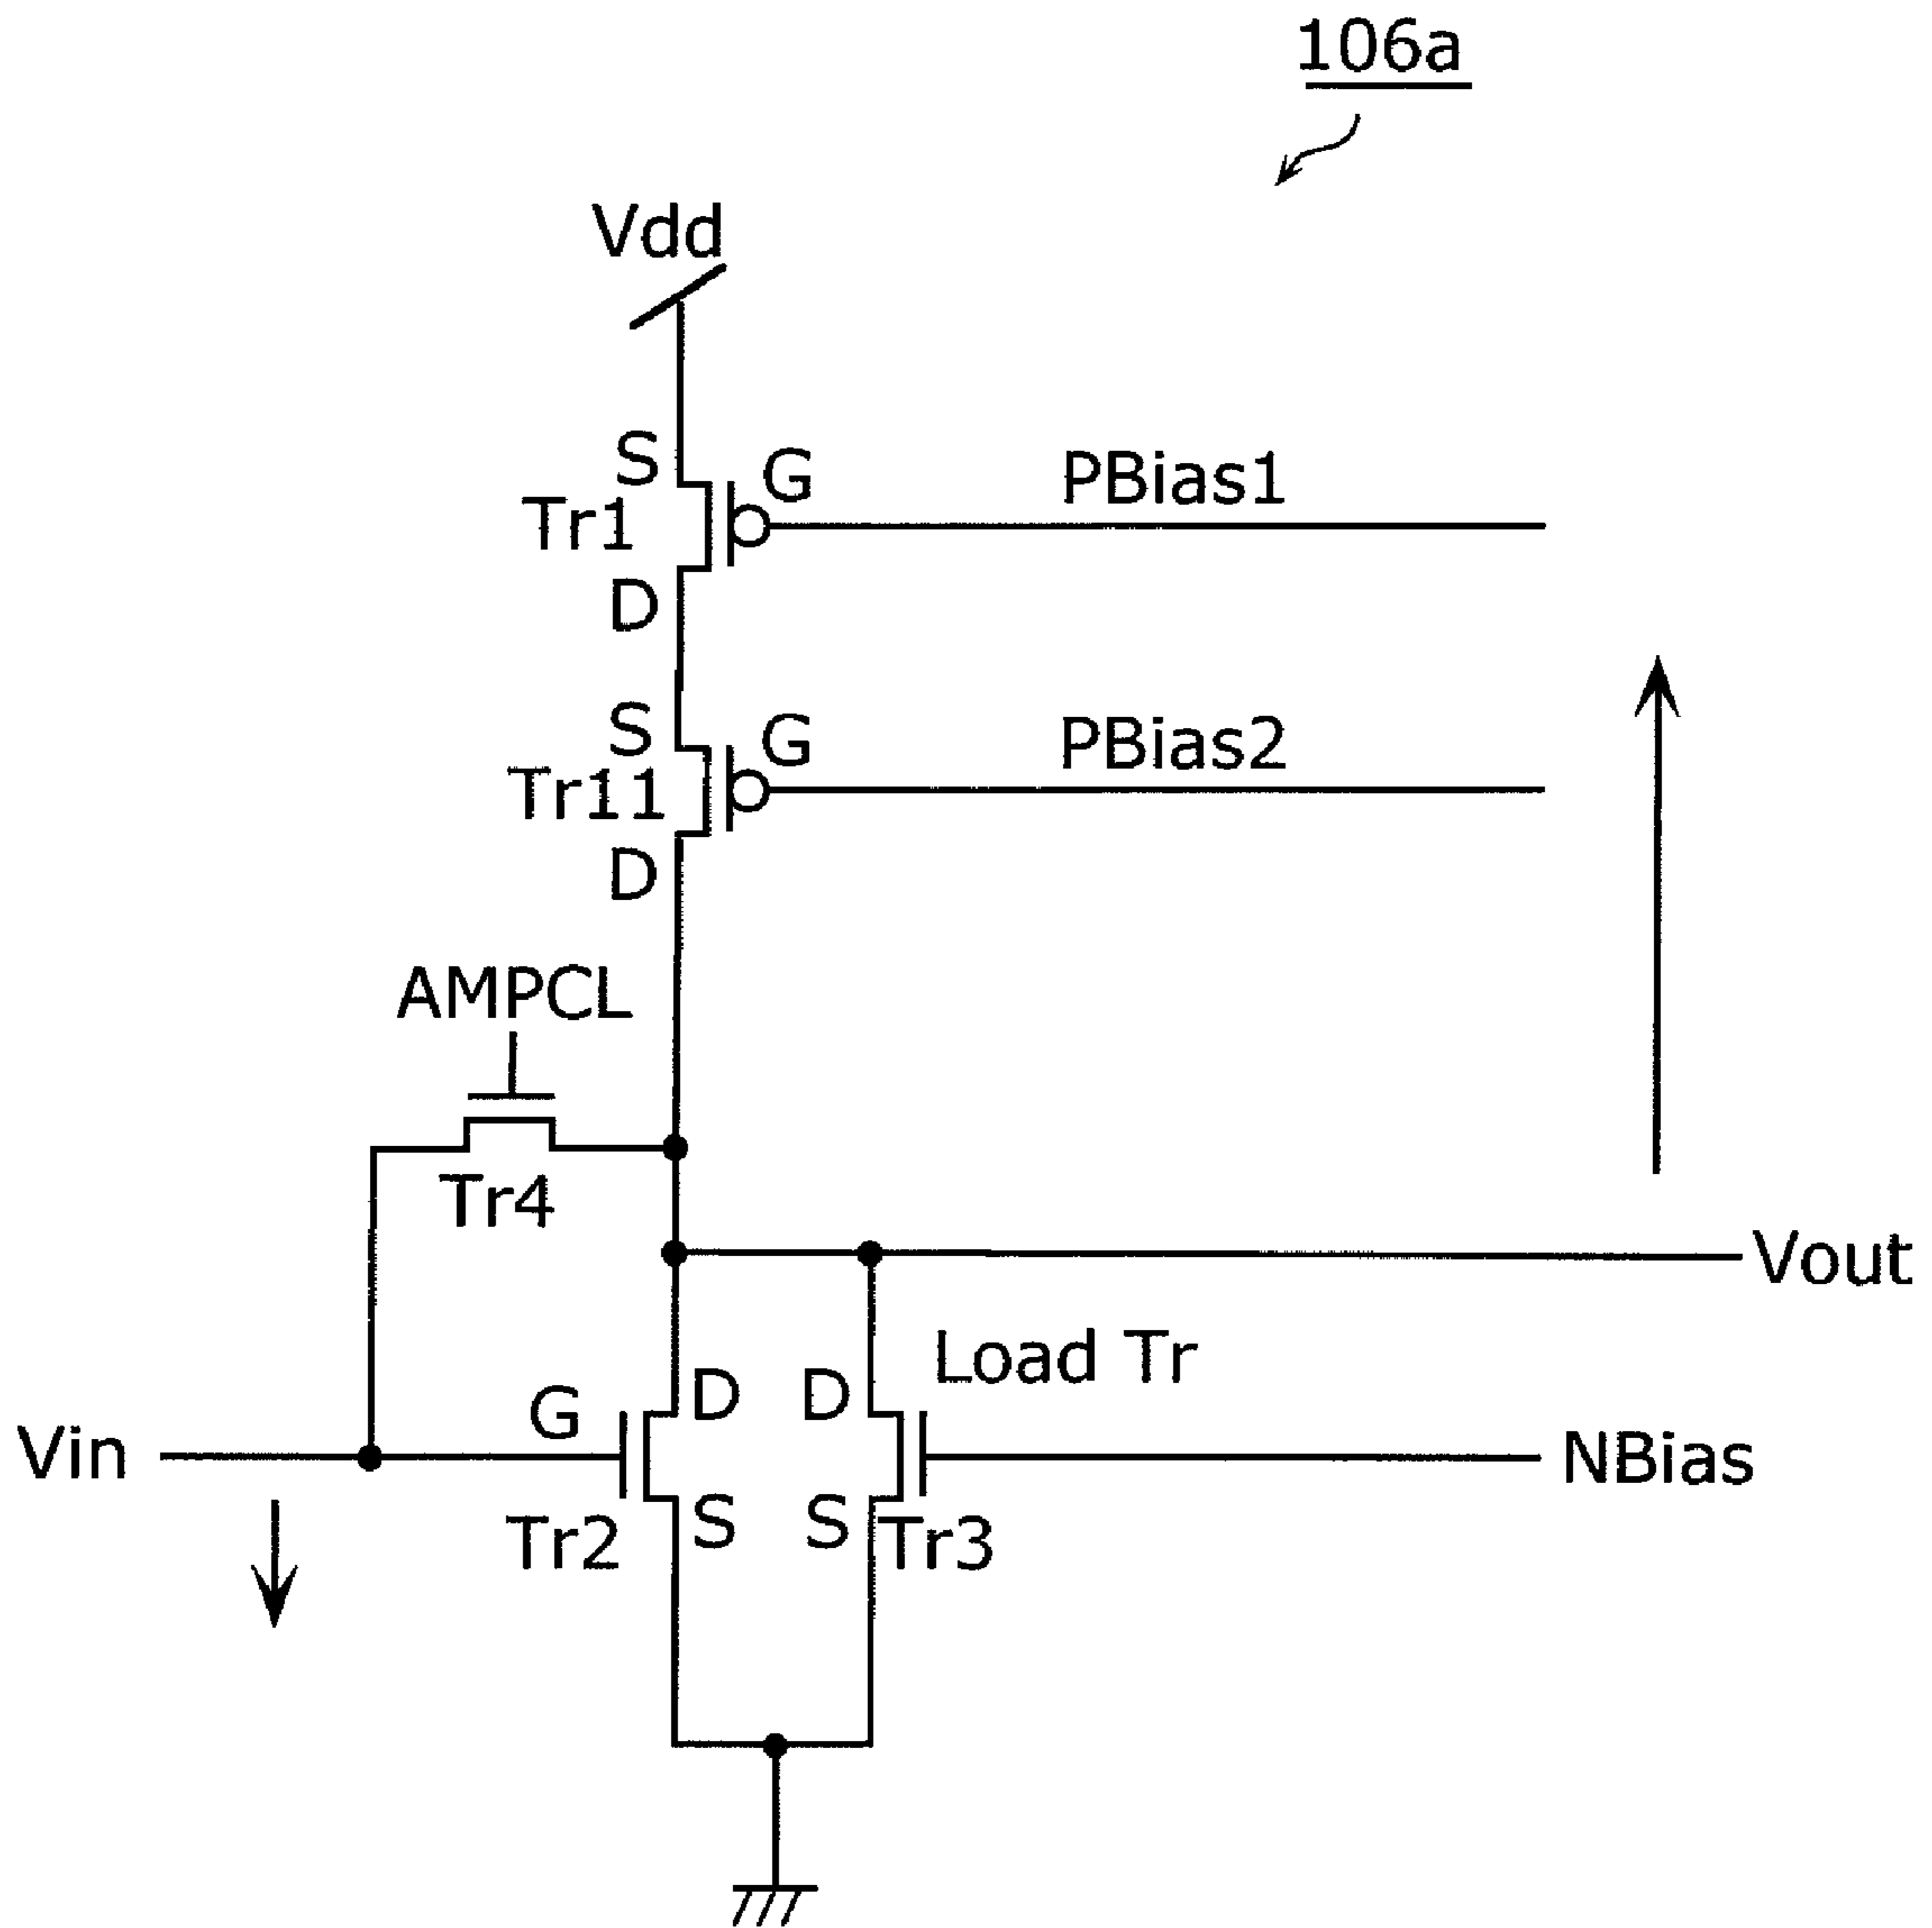 106a
Vdd
S
G
PBias1
Tr1
D
S
G
PBias2
Tr11
D
AMPCL
Tr4
Vout
Load Tr
G
D
D
Vin
NBias
S
S
Tr2
Tr3